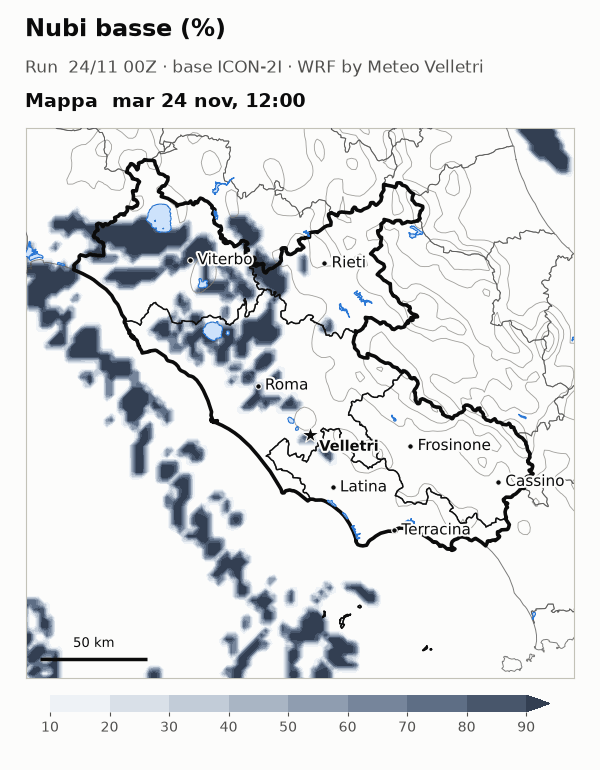 Nubi basse (%)
Run  24/11 00Z · base ICON-2I · WRF by Meteo Velletri
Mappa  mar 24 nov, 12:00
Viterbo
Rieti
Roma
Velletri
Frosinone
Latina
Cassino
Terracina
50 km
10 20 30 40 50 60 70 80 90